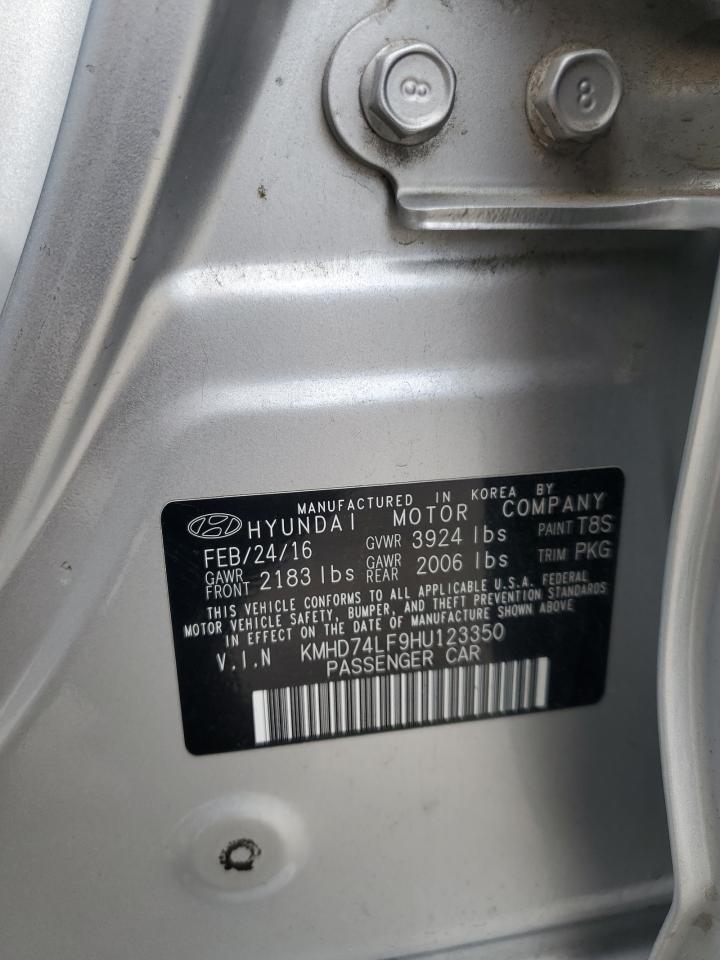 8 8
MANUFACTURED IN KOREA BY
HYUNDAI MOTOR COMPANY
FEB/24/16 GVWR 3924 lbs PAINT T8S
GAWR FRONT 2183 lbs GAWR REAR 2006 lbs TRIM PKG
THIS VEHICLE CONFORMS TO ALL APPLICABLE U.S.A. FEDERAL
MOTOR VEHICLE SAFETY, BUMPER, AND THEFT PREVENTION STANDARDS
IN EFFECT ON THE DATE OF MANUFACTURE SHOWN ABOVE
V.I.N KMHD74LF9HU123350
PASSENGER CAR